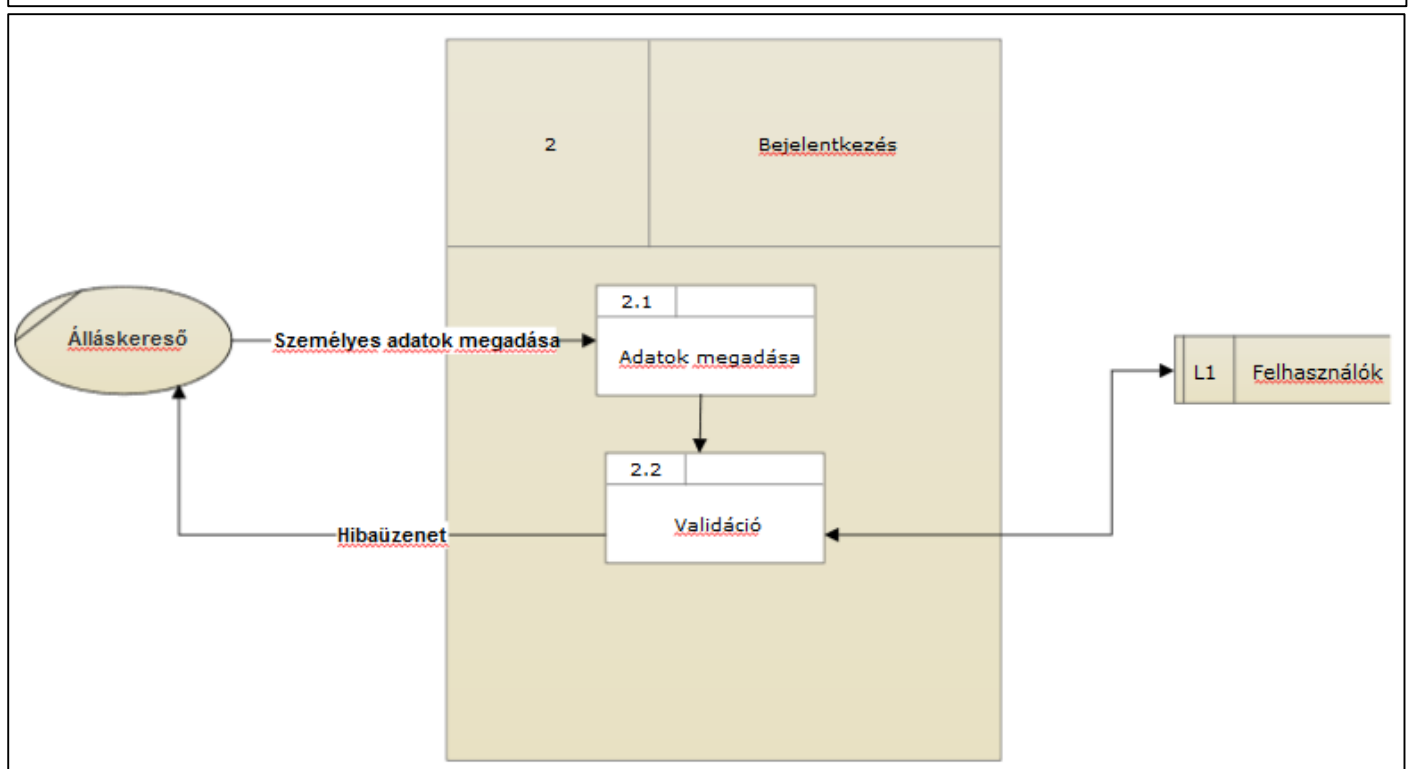 2
Bejelentkezés
2.1
Álláskereső
Személyes adatok megadása
Adatok megadása
L1
Felhasználók
2.2
Validáció
Hibaüzenet